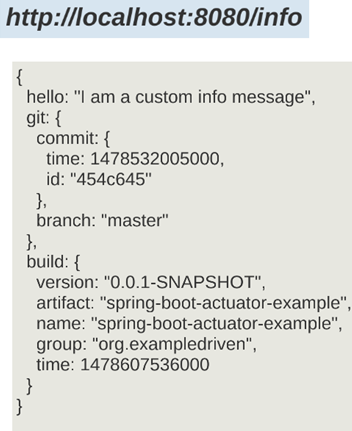 http://localhost:8080/info
{
hello: "I am a custom info message",
git: {
commit: {
time: 1478532005000,
id: "454c645"
},
branch: "master"
},
build: {
version: "0.0.1-SNAPSHOT",
artifact: "spring-boot-actuator-example",
name: "spring-boot-actuator-example",
group: "org.exampledriven",
time: 1478607536000
}
}